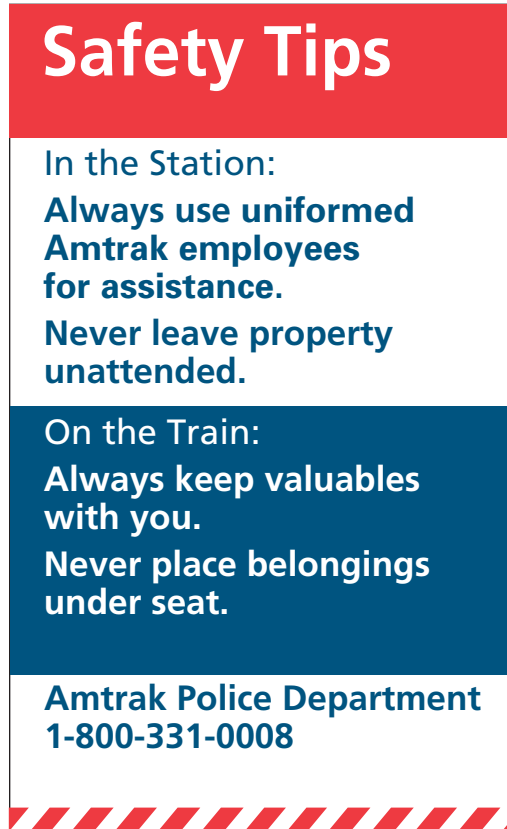 Safety Tips
In the Station:
Always use uniformed
Amtrak employees
for assistance.
Never leave property
unattended.
On the Train:
Always keep valuables
with you.
Never place belongings
under seat.
Amtrak Police Department
1-800-331-0008